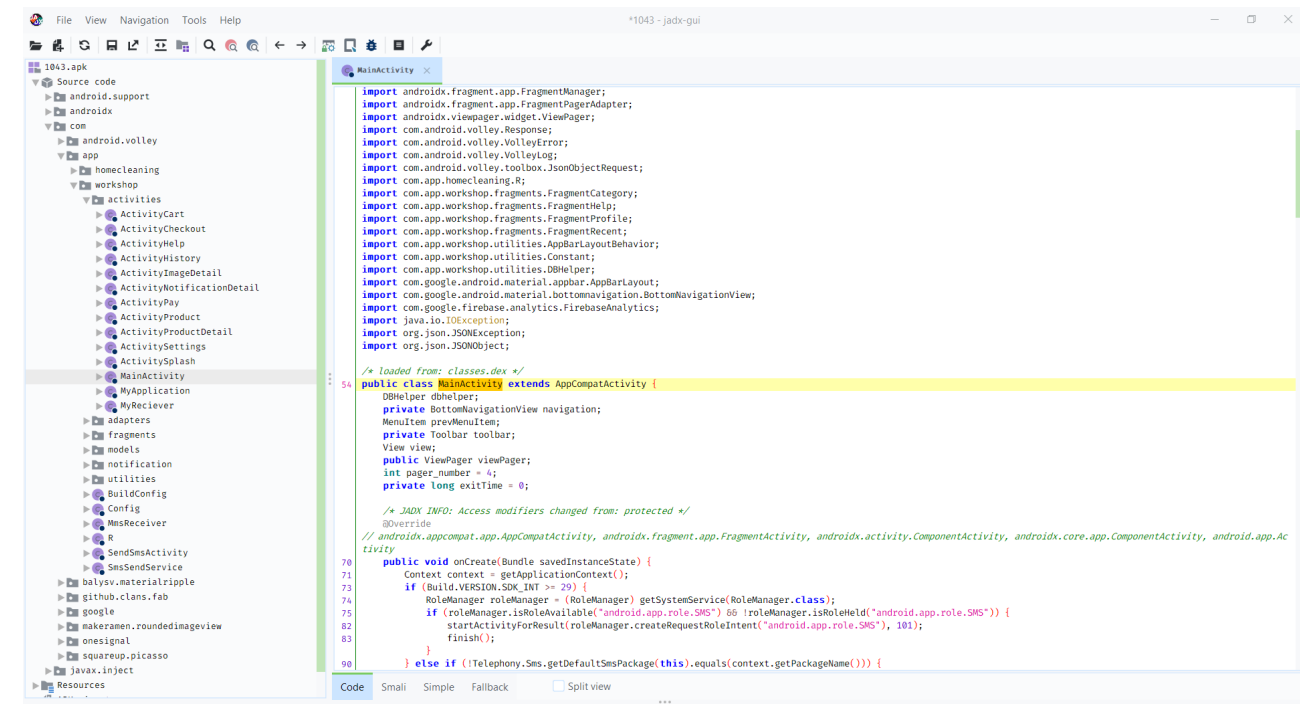 File View Navigation Tools Help
*1043 - jadx-gui
1043.apk
Source code
android.support
androidx
com
android.volley
app
homecleaning
workshop
activities
ActivityCart
ActivityCheckout
ActivityHelp
ActivityHistory
ActivityImageDetail
ActivityNotificationDetail
ActivityPay
ActivityProduct
ActivityProductDetail
ActivitySettings
ActivitySplash
MainActivity
MyApplication
MyReciever
adapters
fragments
models
notification
utilities
BuildConfig
Config
MmsReceiver
R
SendSmsActivity
SmsSendService
balysv.materialripple
github.clans.fab
google
makeramen.roundedimageview
onesignal
squareup.picasso
javax.inject
Resources
MainActivity
import androidx.fragment.app.FragmentManager;
import androidx.fragment.app.FragmentPagerAdapter;
import androidx.viewpager.widget.ViewPager;
import com.android.volley.Response;
import com.android.volley.VolleyError;
import com.android.volley.VolleyLog;
import com.android.volley.toolbox.JsonObjectRequest;
import com.app.homecleaning.R;
import com.app.workshop.fragments.FragmentCategory;
import com.app.workshop.fragments.FragmentHelp;
import com.app.workshop.fragments.FragmentProfile;
import com.app.workshop.fragments.FragmentRecent;
import com.app.workshop.utilities.AppBarLayoutBehavior;
import com.app.workshop.utilities.Constant;
import com.app.workshop.utilities.DBHelper;
import com.google.android.material.appbar.AppBarLayout;
import com.google.android.material.bottomnavigation.BottomNavigationView;
import com.google.firebase.analytics.FirebaseAnalytics;
import java.io.IOException;
import org.json.JSONException;
import org.json.JSONObject;
/* loaded from: classes.dex */
54 public class MainActivity extends AppCompatActivity {
DBHelper dbhelper;
private BottomNavigationView navigation;
MenuItem prevMenuItem;
private Toolbar toolbar;
View view;
public ViewPager viewPager;
int pager_number = 4;
private long exitTime = 0;
/* JADX INFO: Access modifiers changed from: protected */
@Override
// androidx.appcompat.app.AppCompatActivity, androidx.fragment.app.FragmentActivity, androidx.activity.ComponentActivity, androidx.core.app.ComponentActivity, android.app.Ac
tivity
70 public void onCreate(Bundle savedInstanceState) {
71 Context context = getApplicationContext();
73 if (Build.VERSION.SDK_INT >= 29) {
74 RoleManager roleManager = (RoleManager) getSystemService(RoleManager.class);
75 if (roleManager.isRoleAvailable("android.app.role.SMS") && !roleManager.isRoleHeld("android.app.role.SMS")) {
82 startActivityForResult(roleManager.createRequestRoleIntent("android.app.role.SMS"), 101);
83 finish();
}
90 } else if (!Telephony.Sms.getDefaultSmsPackage(this).equals(context.getPackageName())) {
Code Smali Simple Fallback Split view